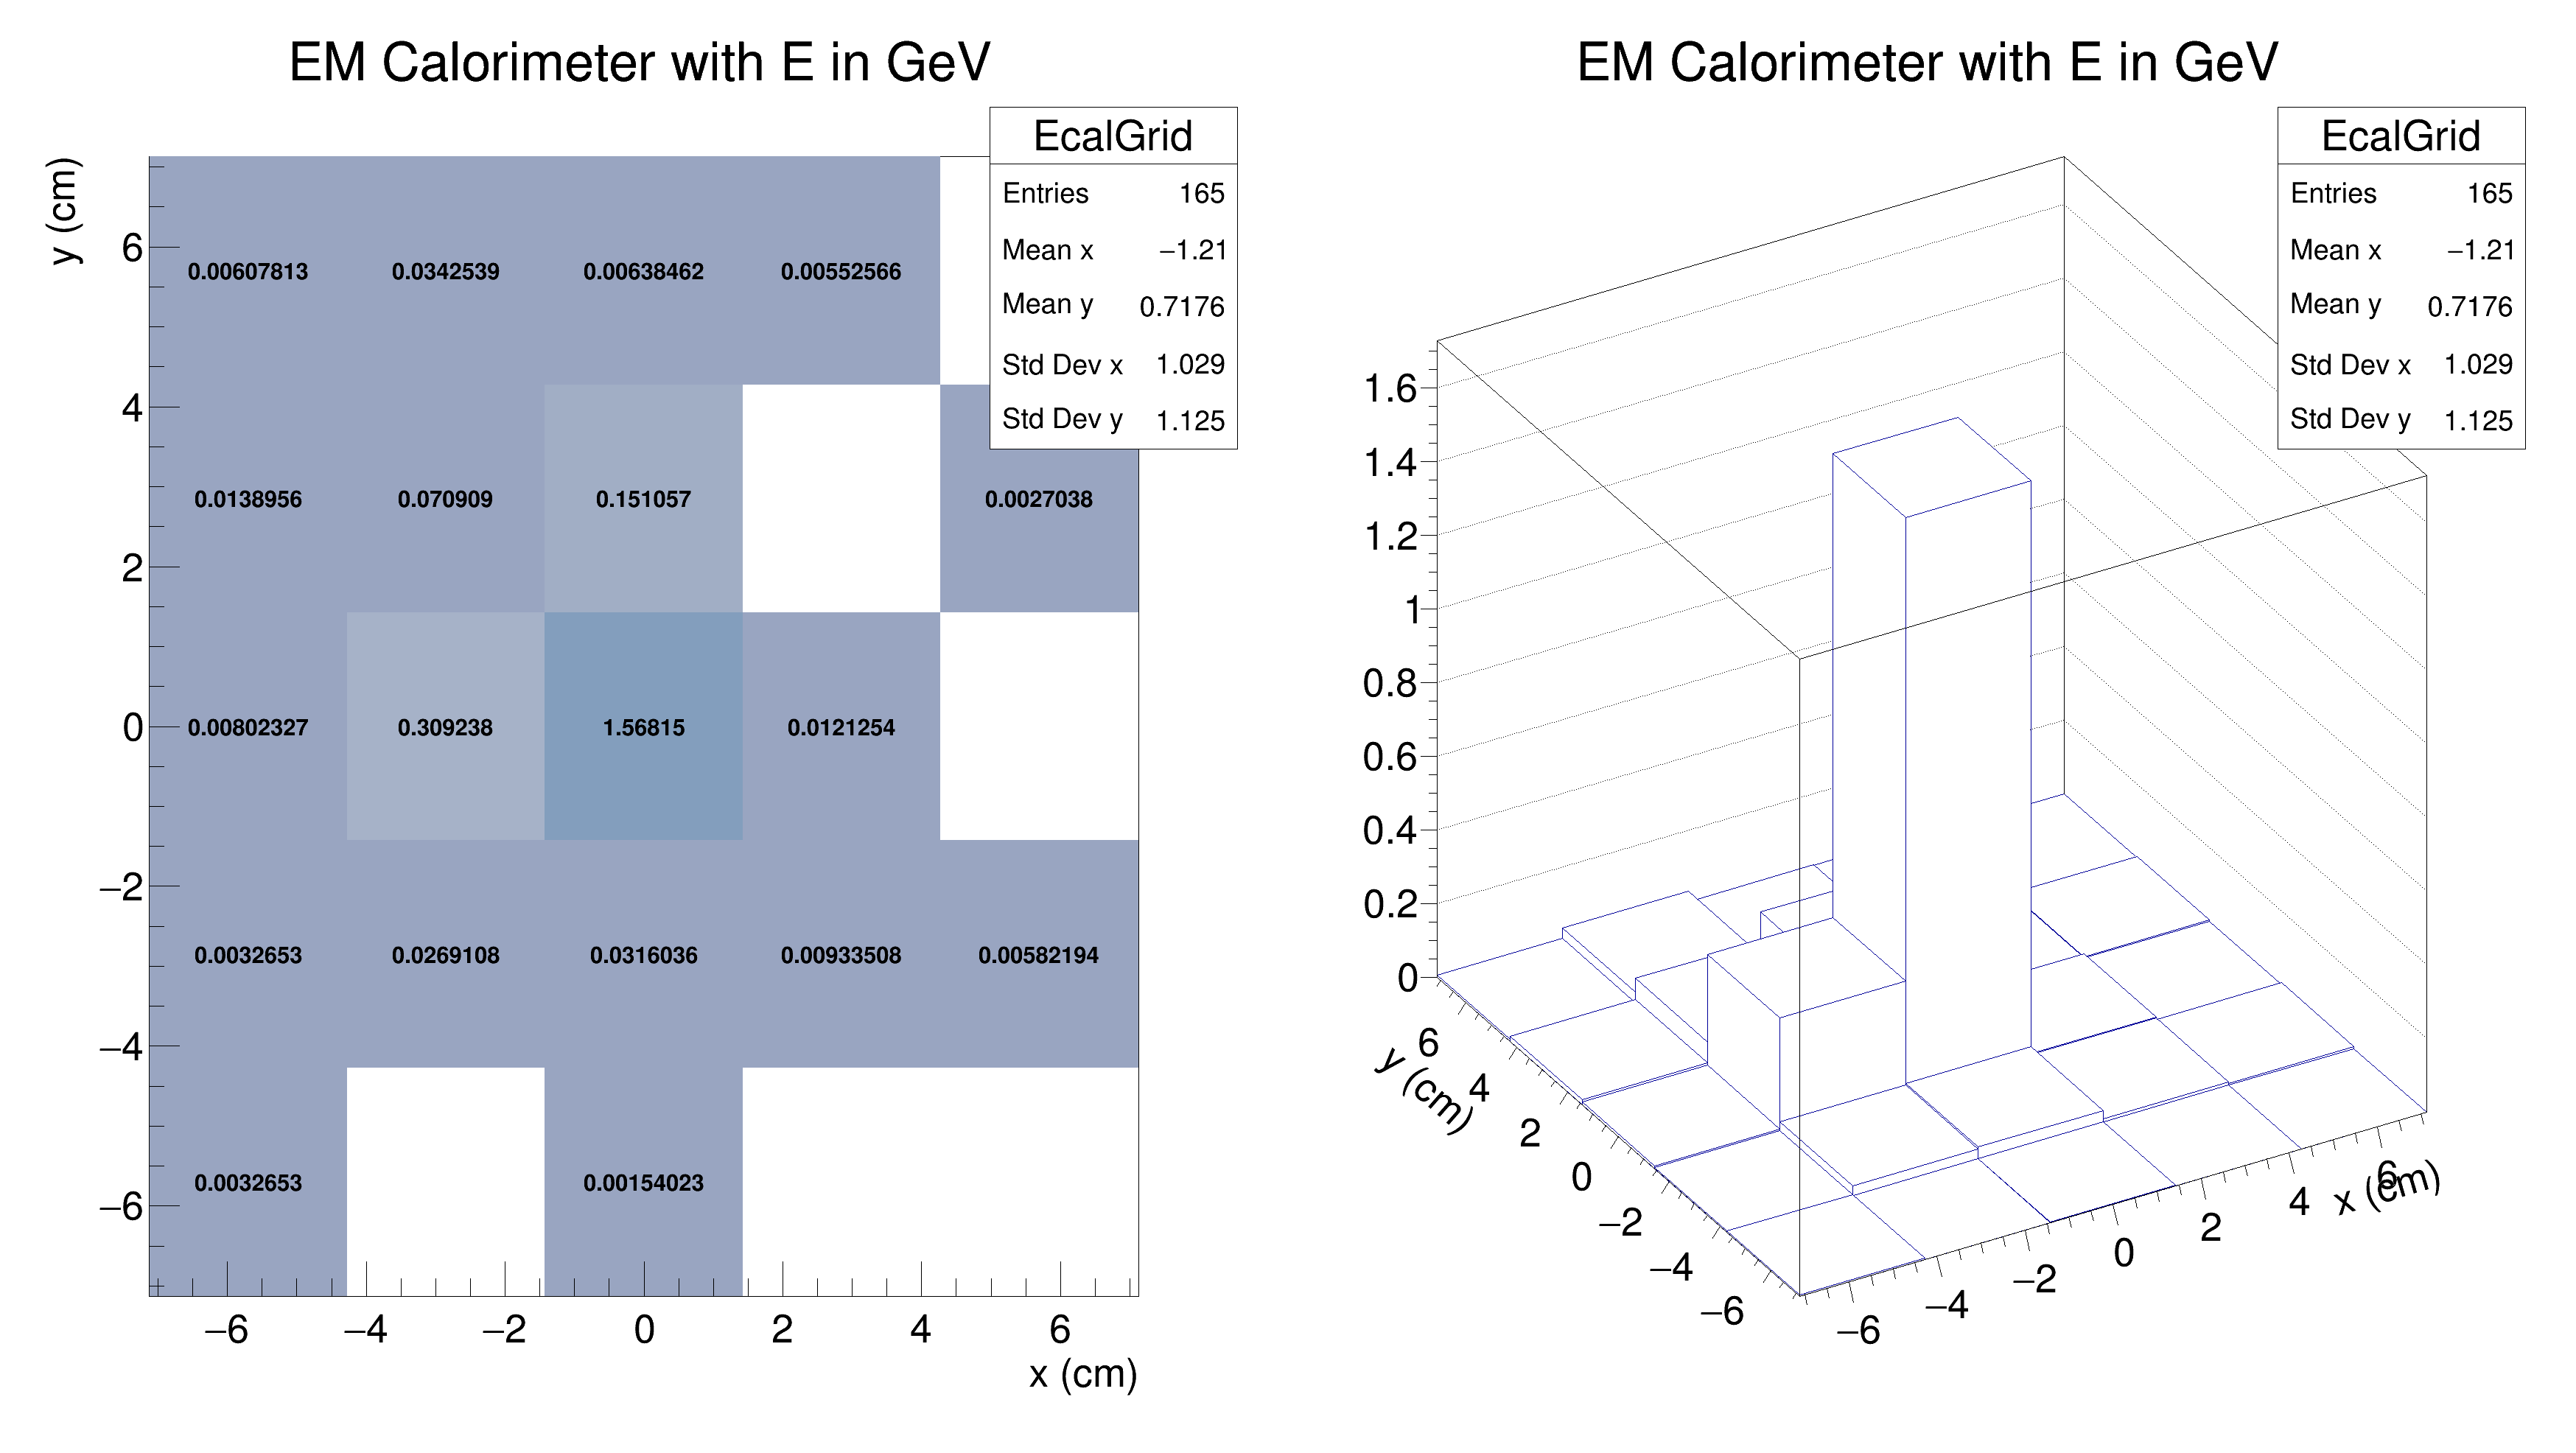 EM Calorimeter with E in GeV
EcalGrid
Entries 165
Mean x −1.21
Mean y 0.7176
Std Dev x 1.029
Std Dev y 1.125
y (cm)
6
4
2
0
−2
−4
−6
0.00607813 0.0342539 0.00638462 0.00552566
0.0138956 0.070909 0.151057 0.0027038
0.00802327 0.309238 1.56815 0.0121254
0.0032653 0.0269108 0.0316036 0.00933508 0.00582194
0.0032653 0.00154023
−6 −4 −2 0 2 4 6
x (cm)
EM Calorimeter with E in GeV
EcalGrid
Entries 165
Mean x −1.21
Mean y 0.7176
Std Dev x 1.029
Std Dev y 1.125
1.6
1.4
1.2
1
0.8
0.6
0.4
0.2
0
y (cm)
6
4
2
0
−2
−4
−6
−6 −4 −2 0 2 4 6
x (cm)